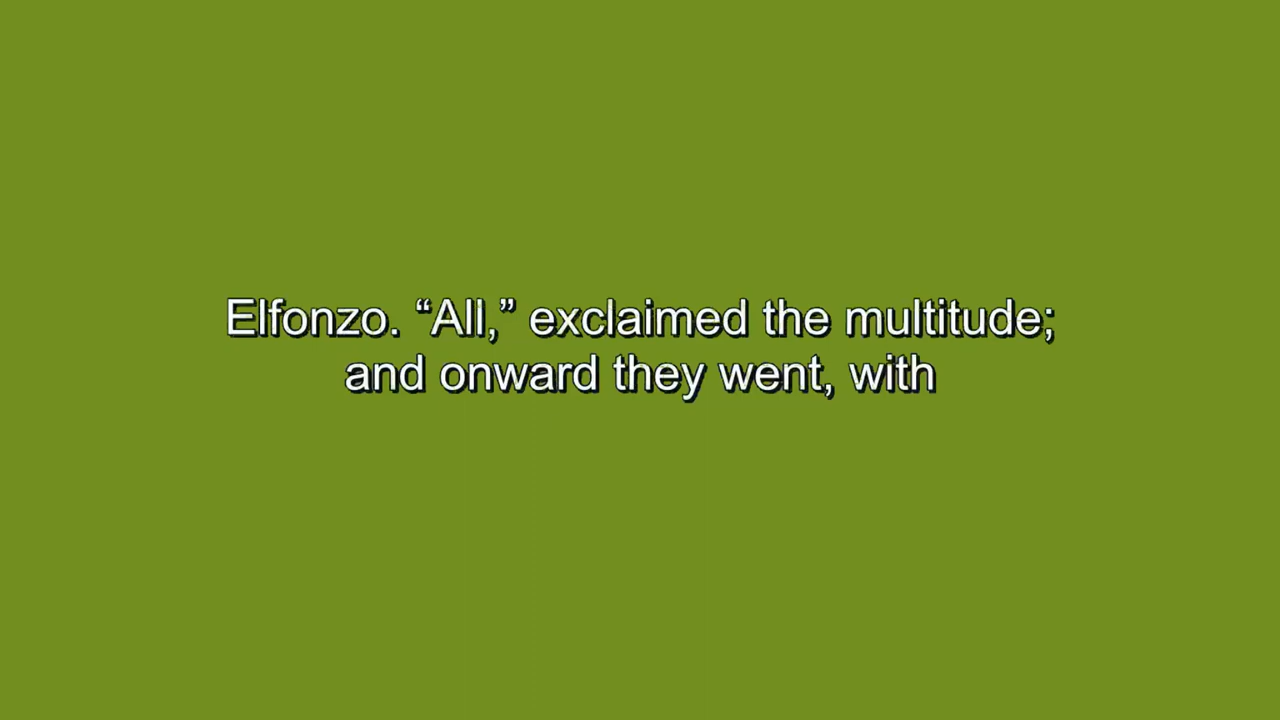 Elfonzo. “All,” exclaimed the multitude;
and onward they went, with